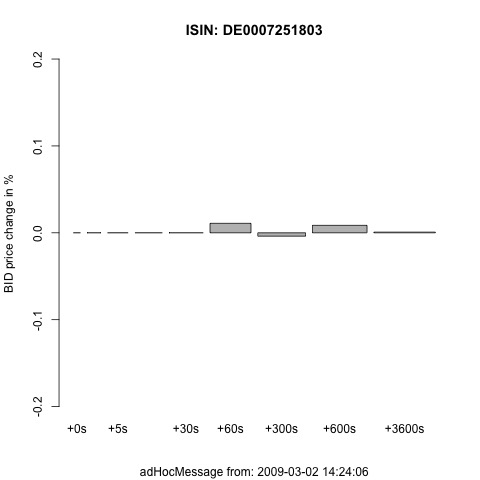 ISIN: DE0007251803
BID price change in %
0.2
0.1
0.0
-0.1
-0.2
+0s +5s +30s +60s +300s +600s +3600s
adHocMessage from: 2009-03-02 14:24:06